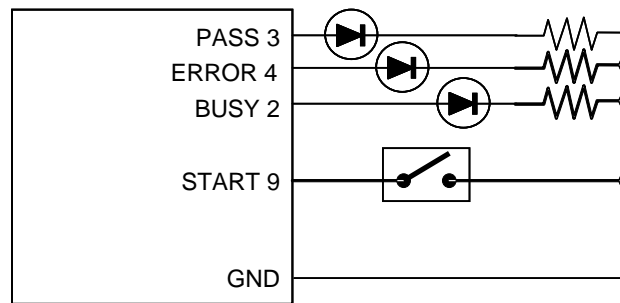 PASS 3
ERROR 4
BUSY 2
START 9
GND